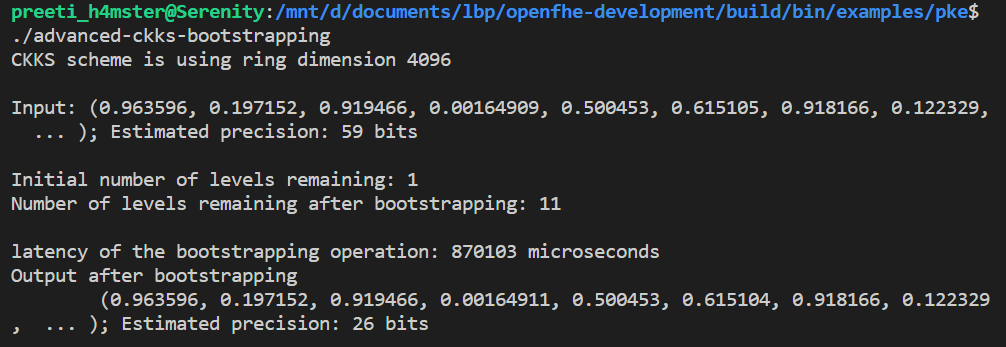 preeti_h4mster@Serenity:/mnt/d/documents/lbp/openfhe-development/build/bin/examples/pke$
./advanced-ckks-bootstrapping
CKKS scheme is using ring dimension 4096
Input: (0.963596, 0.197152, 0.919466, 0.00164909, 0.500453, 0.615105, 0.918166, 0.122329,
... ); Estimated precision: 59 bits
Initial number of levels remaining: 1
Number of levels remaining after bootstrapping: 11
latency of the bootstrapping operation: 870103 microseconds
Output after bootstrapping
(0.963596, 0.197152, 0.919466, 0.00164911, 0.500453, 0.615104, 0.918166, 0.122329
, ... ); Estimated precision: 26 bits